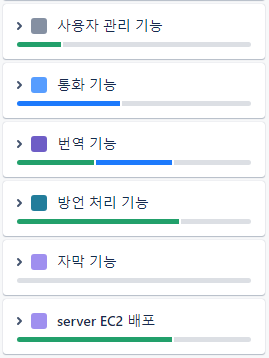 사용자 관리 기능
통화 기능
번역 기능
방언 처리 기능
자막 기능
server EC2 배포